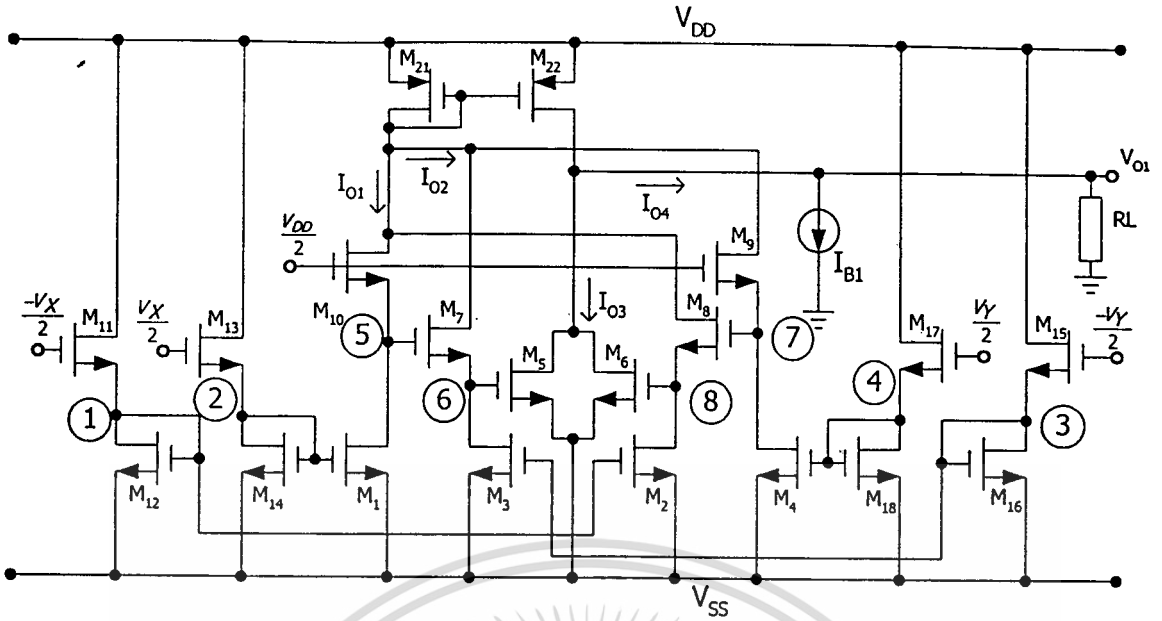 V_DD
M_21
M_22
I_O2
V_O1
I_O1
I_O4
RL
V_DD/2
M_9
I_B1
-V_X/2
M_11
V_X/2
M_13
M_10
5
M_7
I_O3
M_8
7
M_17
V_Y/2
M_15
-V_Y/2
M_5
M_6
1
2
6
8
4
3
M_12
M_14
M_1
M_3
M_2
M_4
M_18
M_16
V_SS